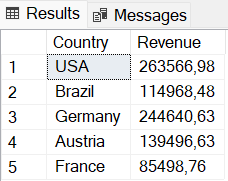 Results Messages
Country Revenue
1 USA 263566,98
2 Brazil 114968,48
3 Germany 244640,63
4 Austria 139496,63
5 France 85498,76